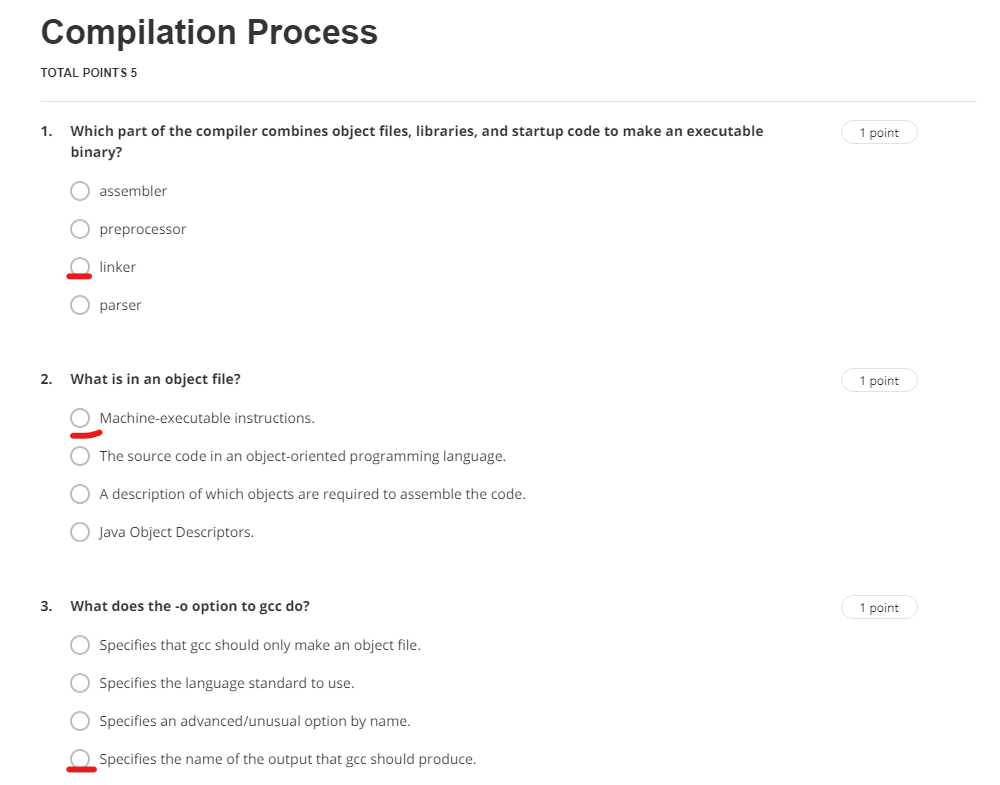 Compilation Process
TOTAL POINTS 5
1. Which part of the compiler combines object files, libraries, and startup code to make an executable
binary?
1 point
assembler
preprocessor
linker
parser
2. What is in an object file?
1 point
Machine-executable instructions.
The source code in an object-oriented programming language.
A description of which objects are required to assemble the code.
Java Object Descriptors.
3. What does the -o option to gcc do?
1 point
Specifies that gcc should only make an object file.
Specifies the language standard to use.
Specifies an advanced/unusual option by name.
Specifies the name of the output that gcc should produce.